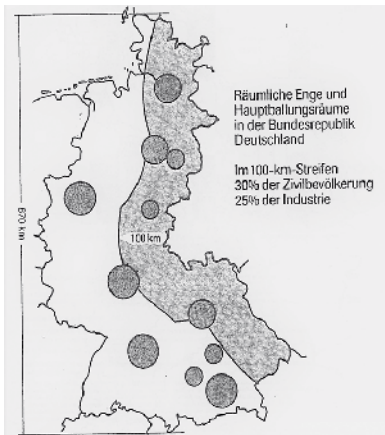 Räumliche Enge und
Hauptballungsräume
in der Bundesrepublik
Deutschland
Im 100-km-Streifen
30% der Zivilbevölkerung
25% der Industrie
100 km
670 km